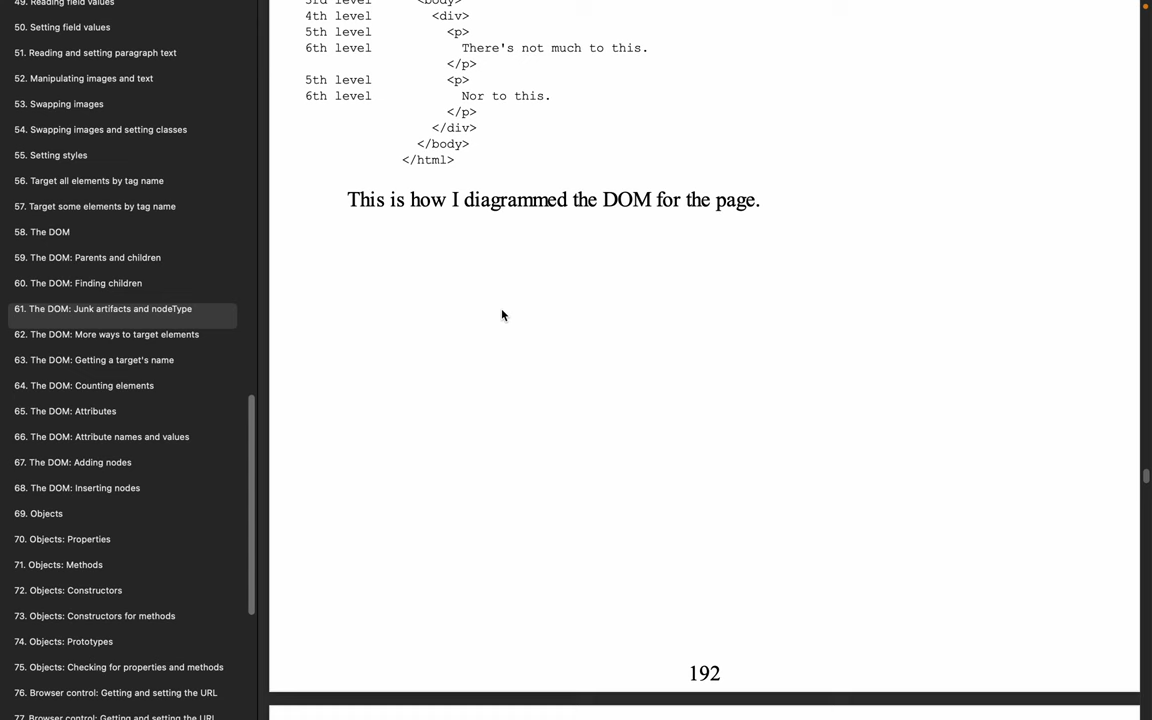 49. Reading field values
50. Setting field values
51. Reading and setting paragraph text
52. Manipulating images and text
53. Swapping images
54. Swapping images and setting classes
55. Setting styles
56. Target all elements by tag name
57. Target some elements by tag name
58. The DOM
59. The DOM: Parents and children
60. The DOM: Finding children
61. The DOM: Junk artifacts and nodeType
62. The DOM: More ways to target elements
63. The DOM: Getting a target's name
64. The DOM: Counting elements
65. The DOM: Attributes
66. The DOM: Attribute names and values
67. The DOM: Adding nodes
68. The DOM: Inserting nodes
69. Objects
70. Objects: Properties
71. Objects: Methods
72. Objects: Constructors
73. Objects: Constructors for methods
74. Objects: Prototypes
75. Objects: Checking for properties and methods
76. Browser control: Getting and setting the URL
77. Browser control: Getting and setting the URL
3rd level <body>
4th level <div>
5th level <p>
6th level There's not much to this.
</p>
5th level <p>
6th level Nor to this.
</p>
</div>
</body>
</html>
This is how I diagrammed the DOM for the page.
192